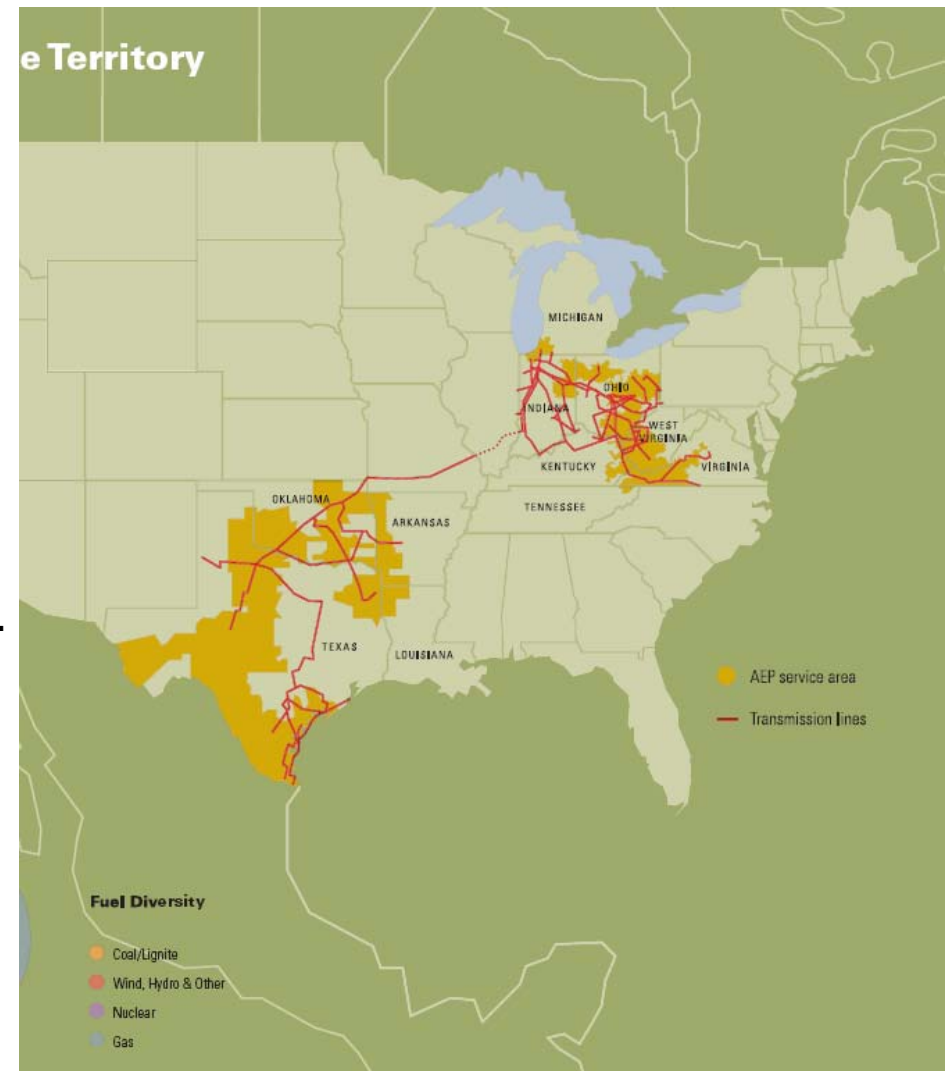 e Territory
MICHIGAN
OHIO
INDIANA
WEST
VIRGINIA
KENTUCKY
VIRGINIA
OKLAHOMA
TENNESSEE
ARKANSAS
TEXAS
LOUISIANA
AEP service area
Transmission lines
Fuel Diversity
Coal/Lignite
Wind, Hydro & Other
Nuclear
Gas